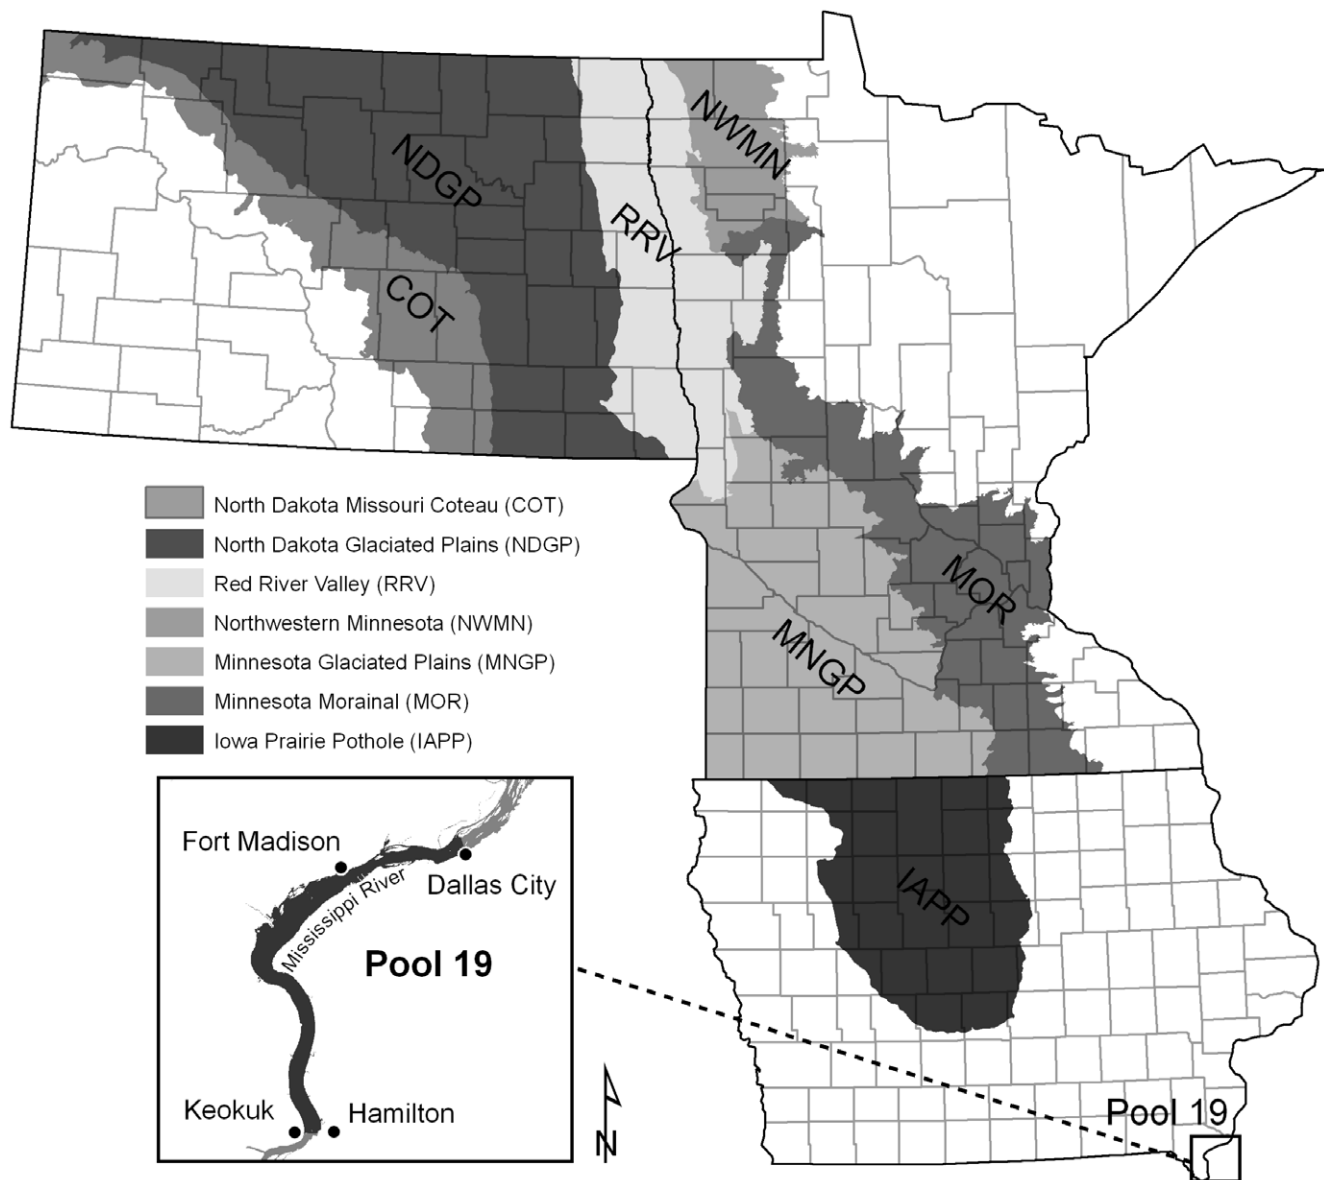 NWMN
NDGP
RRV
COT
North Dakota Missouri Coteau (COT)
North Dakota Glaciated Plains (NDGP)
Red River Valley (RRV)
Northwestern Minnesota (NWMN)
Minnesota Glaciated Plains (MNGP)
Minnesota Morainal (MOR)
Iowa Prairie Pothole (IAPP)
MOR
MNGP
IAPP
Fort Madison
Dallas City
Mississippi River
Pool 19
Keokuk
Hamilton
N
Pool 19